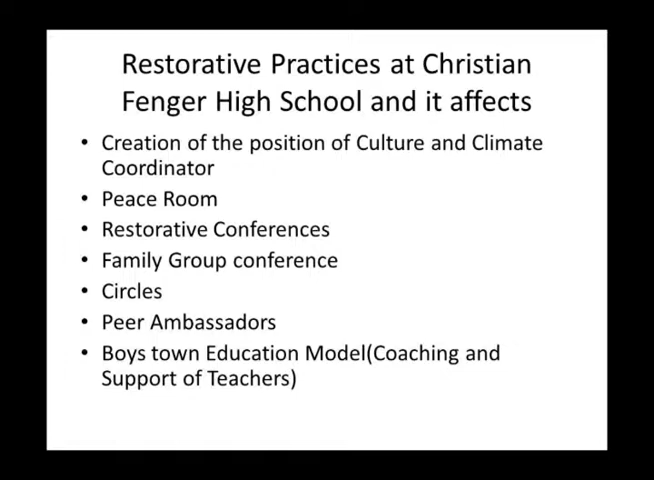 Restorative Practices at Christian
Fenger High School and it affects
• Creation of the position of Culture and Climate
Coordinator
• Peace Room
• Restorative Conferences
• Family Group conference
• Circles
• Peer Ambassadors
• Boys town Education Model(Coaching and
Support of Teachers)